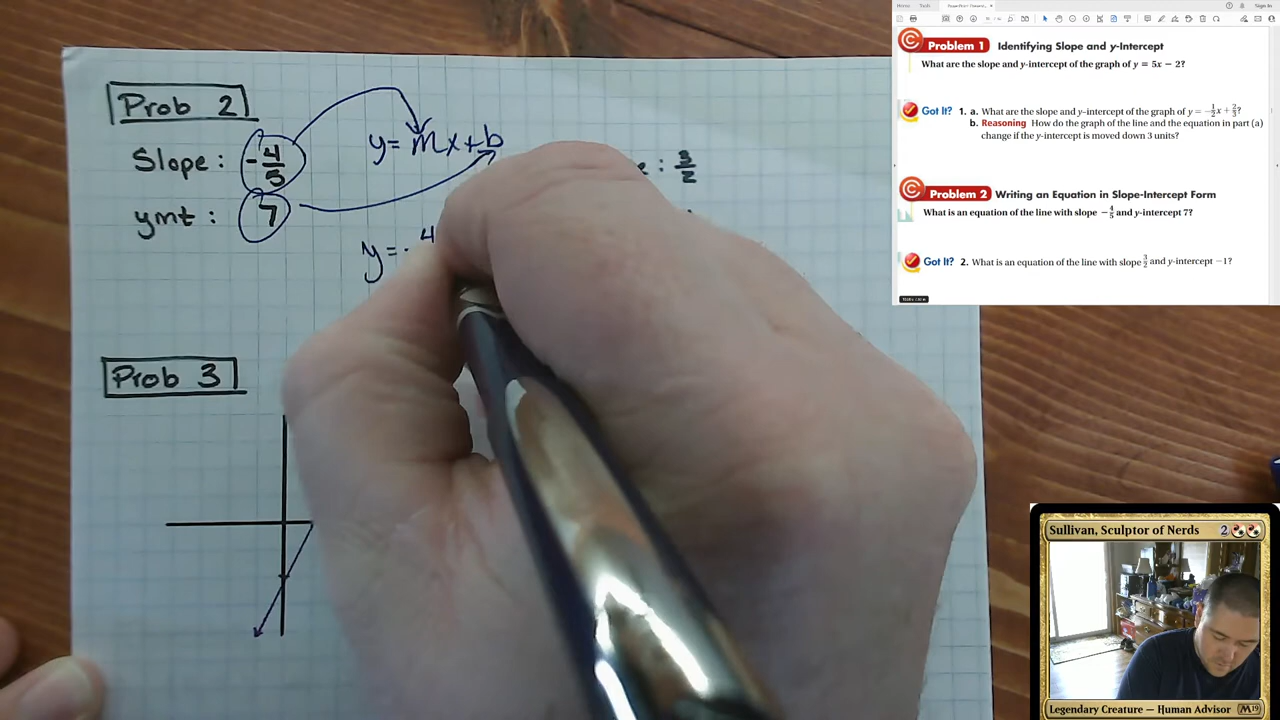 Prob 2
Slope : -4/5
y = mx+b
: 3/2
ymt : 7
y = - 4
Prob 3
Home Tools
Sign In
Problem 1 Identifying Slope and y-Intercept
What are the slope and y-intercept of the graph of y = 5x − 2?
Got It? 1. a. What are the slope and y-intercept of the graph of y = −1/2x + 2/3?
b. Reasoning How do the graph of the line and the equation in part (a)
change if the y-intercept is moved down 3 units?
Problem 2 Writing an Equation in Slope-Intercept Form
What is an equation of the line with slope −4/5 and y-intercept 7?
Got It? 2. What is an equation of the line with slope 3/2 and y-intercept −1?
Sullivan, Sculptor of Nerds 2
Legendary Creature — Human Advisor M19